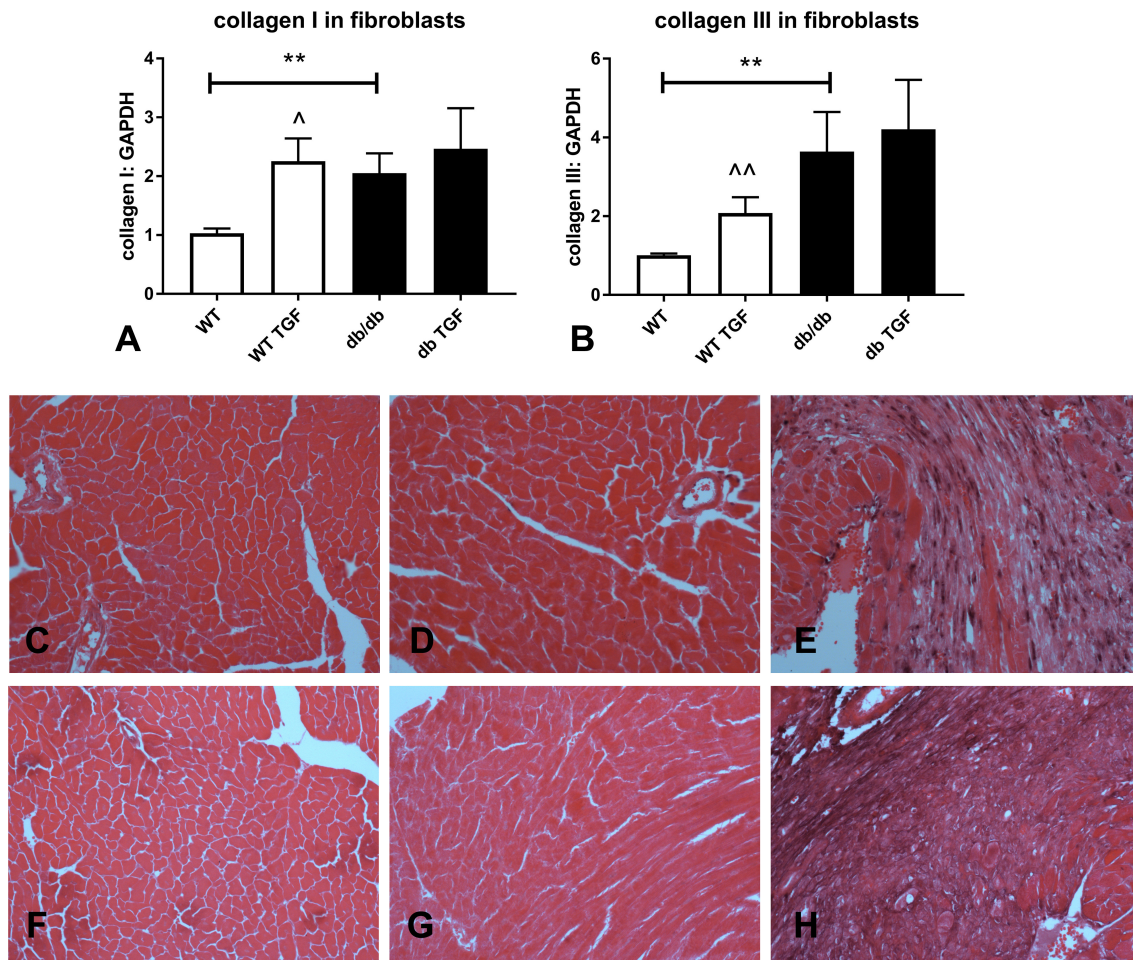 collagen I in fibroblasts
collagen I: GAPDH
4
3
2
1
0
**
^
WT
WT TGF
db/db
db TGF
A
collagen III in fibroblasts
collagen III: GAPDH
6
4
2
0
**
^^
WT
WT TGF
db/db
db TGF
B
C
D
E
F
G
H